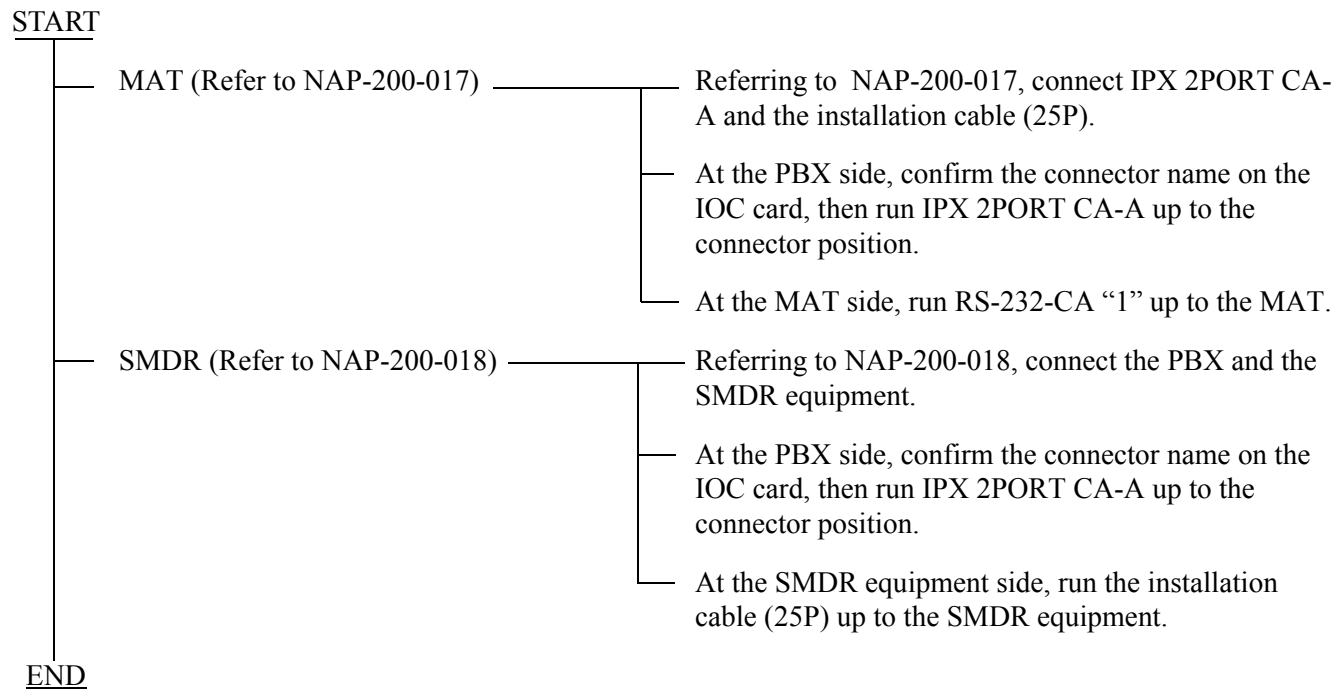 START
MAT (Refer to NAP-200-017)
Referring to NAP-200-017, connect IPX 2PORT CA-
A and the installation cable (25P).
At the PBX side, confirm the connector name on the
IOC card, then run IPX 2PORT CA-A up to the
connector position.
At the MAT side, run RS-232-CA “1” up to the MAT.
SMDR (Refer to NAP-200-018)
Referring to NAP-200-018, connect the PBX and the
SMDR equipment.
At the PBX side, confirm the connector name on the
IOC card, then run IPX 2PORT CA-A up to the
connector position.
At the SMDR equipment side, run the installation
cable (25P) up to the SMDR equipment.
END